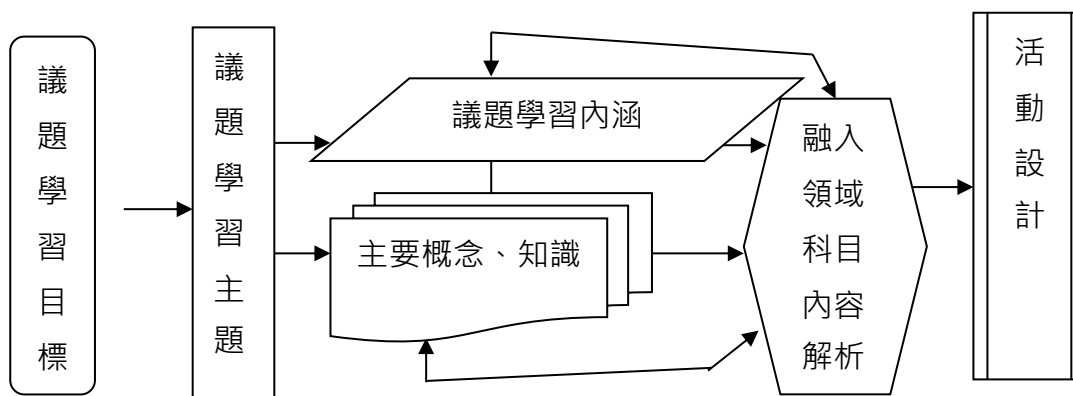 議題學習目標
議題學習主題
議題學習內涵
主要概念、知識
融入
領域
科目
內容
解析
活動設計